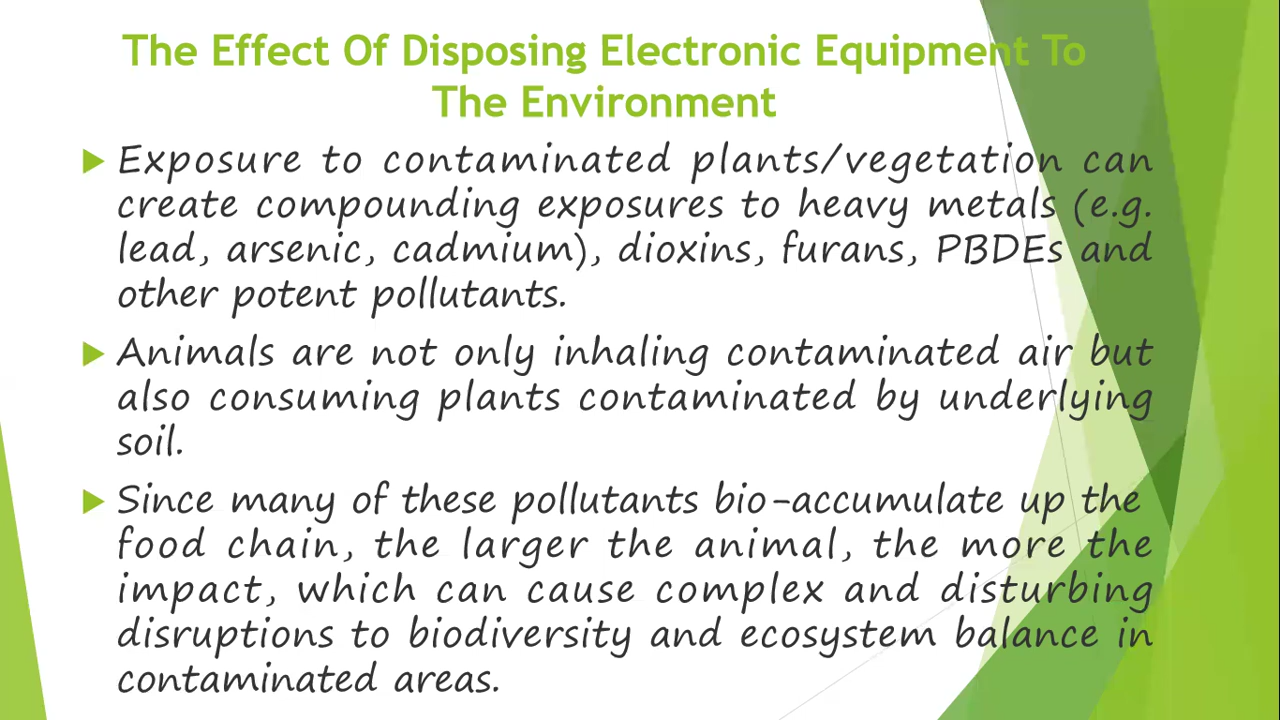 The Effect Of Disposing Electronic Equipment To
The Environment
Exposure to contaminated plants/vegetation can
create compounding exposures to heavy metals (e.g.
lead, arsenic, cadmium), dioxins, furans, PBDEs and
other potent pollutants.
Animals are not only inhaling contaminated air but
also consuming plants contaminated by underlying
soil.
Since many of these pollutants bio-accumulate up the
food chain, the larger the animal, the more the
impact, which can cause complex and disturbing
disruptions to biodiversity and ecosystem balance in
contaminated areas.